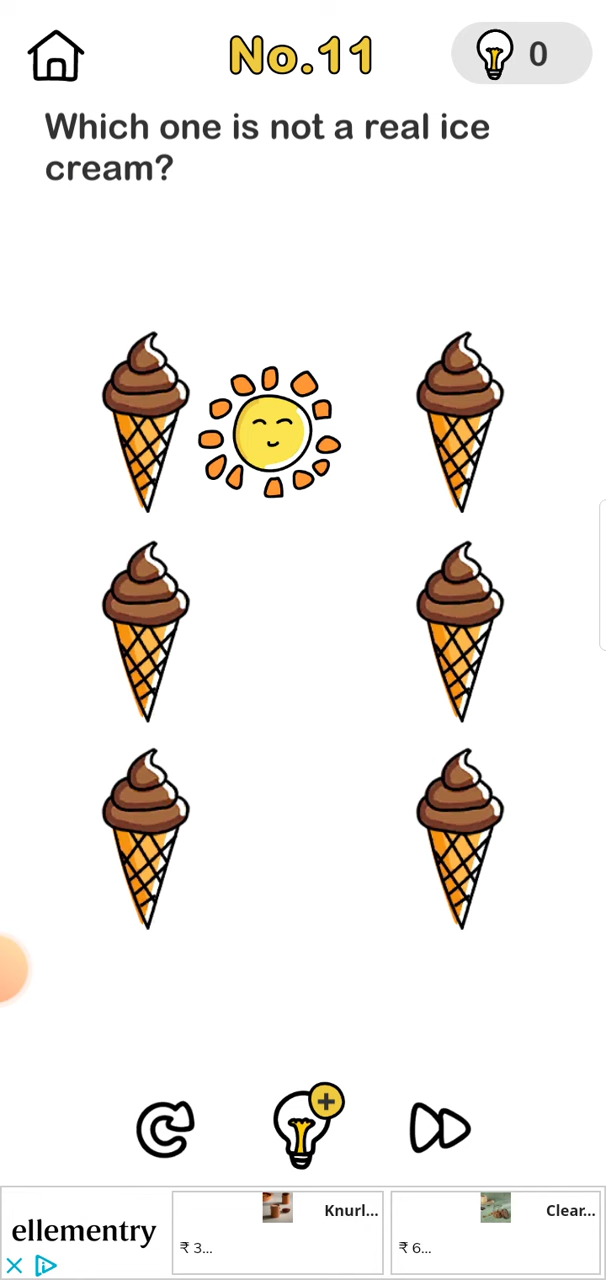 No.11
0
Which one is not a real ice
cream?
ellementry
Knurl...
₹ 3...
Clear...
₹ 6...